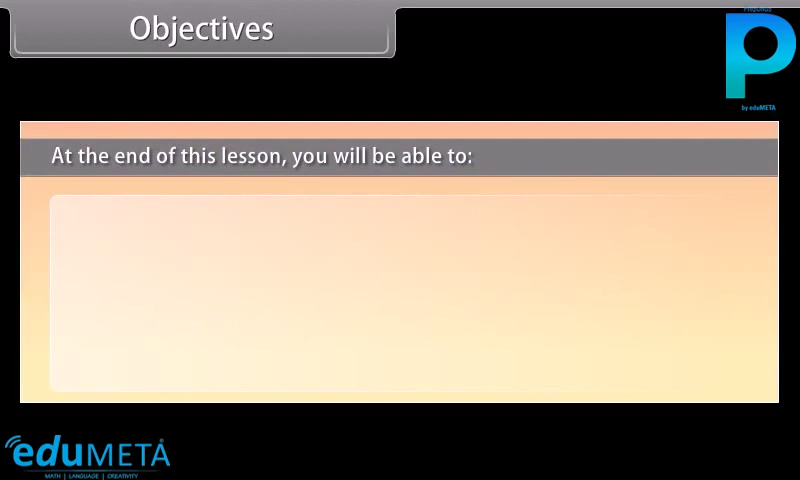 Objectives
P
by eduMETA
At the end of this lesson, you will be able to:
eduMETA
MATH | LANGUAGE | CREATIVITY